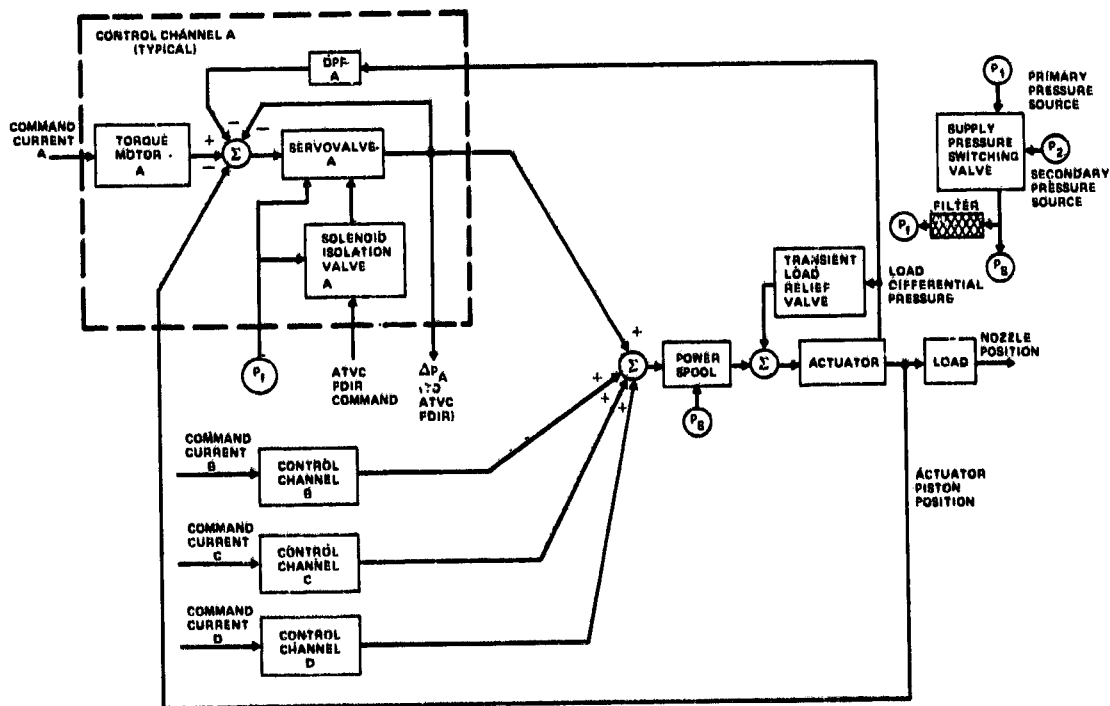 CONTROL CHANNEL A
(TYPICAL)
DPF
A
COMMAND
CURRENT
A
TORQUE
MOTOR
A
+
−
−
−
Σ
SERVOVALVE
A
SOLENOID
ISOLATION
VALVE
A
Pf
ATVC
FDIR
COMMAND
ΔPA
(TO
ATVC
FDIR)
P1
PRIMARY
PRESSURE
SOURCE
SUPPLY
PRESSURE
SWITCHING
VALVE
P2
SECONDARY
PRESSURE
SOURCE
FILTER
Pf
PS
TRANSIENT
LOAD
RELIEF
VALVE
LOAD
DIFFERENTIAL
PRESSURE
+
+
+
+
Σ
POWER
SPOOL
PS
Σ
ACTUATOR
LOAD
NOZZLE
POSITION
ACTUATOR
PISTON
POSITION
COMMAND
CURRENT
B
CONTROL
CHANNEL
B
COMMAND
CURRENT
C
CONTROL
CHANNEL
C
COMMAND
CURRENT
D
CONTROL
CHANNEL
D